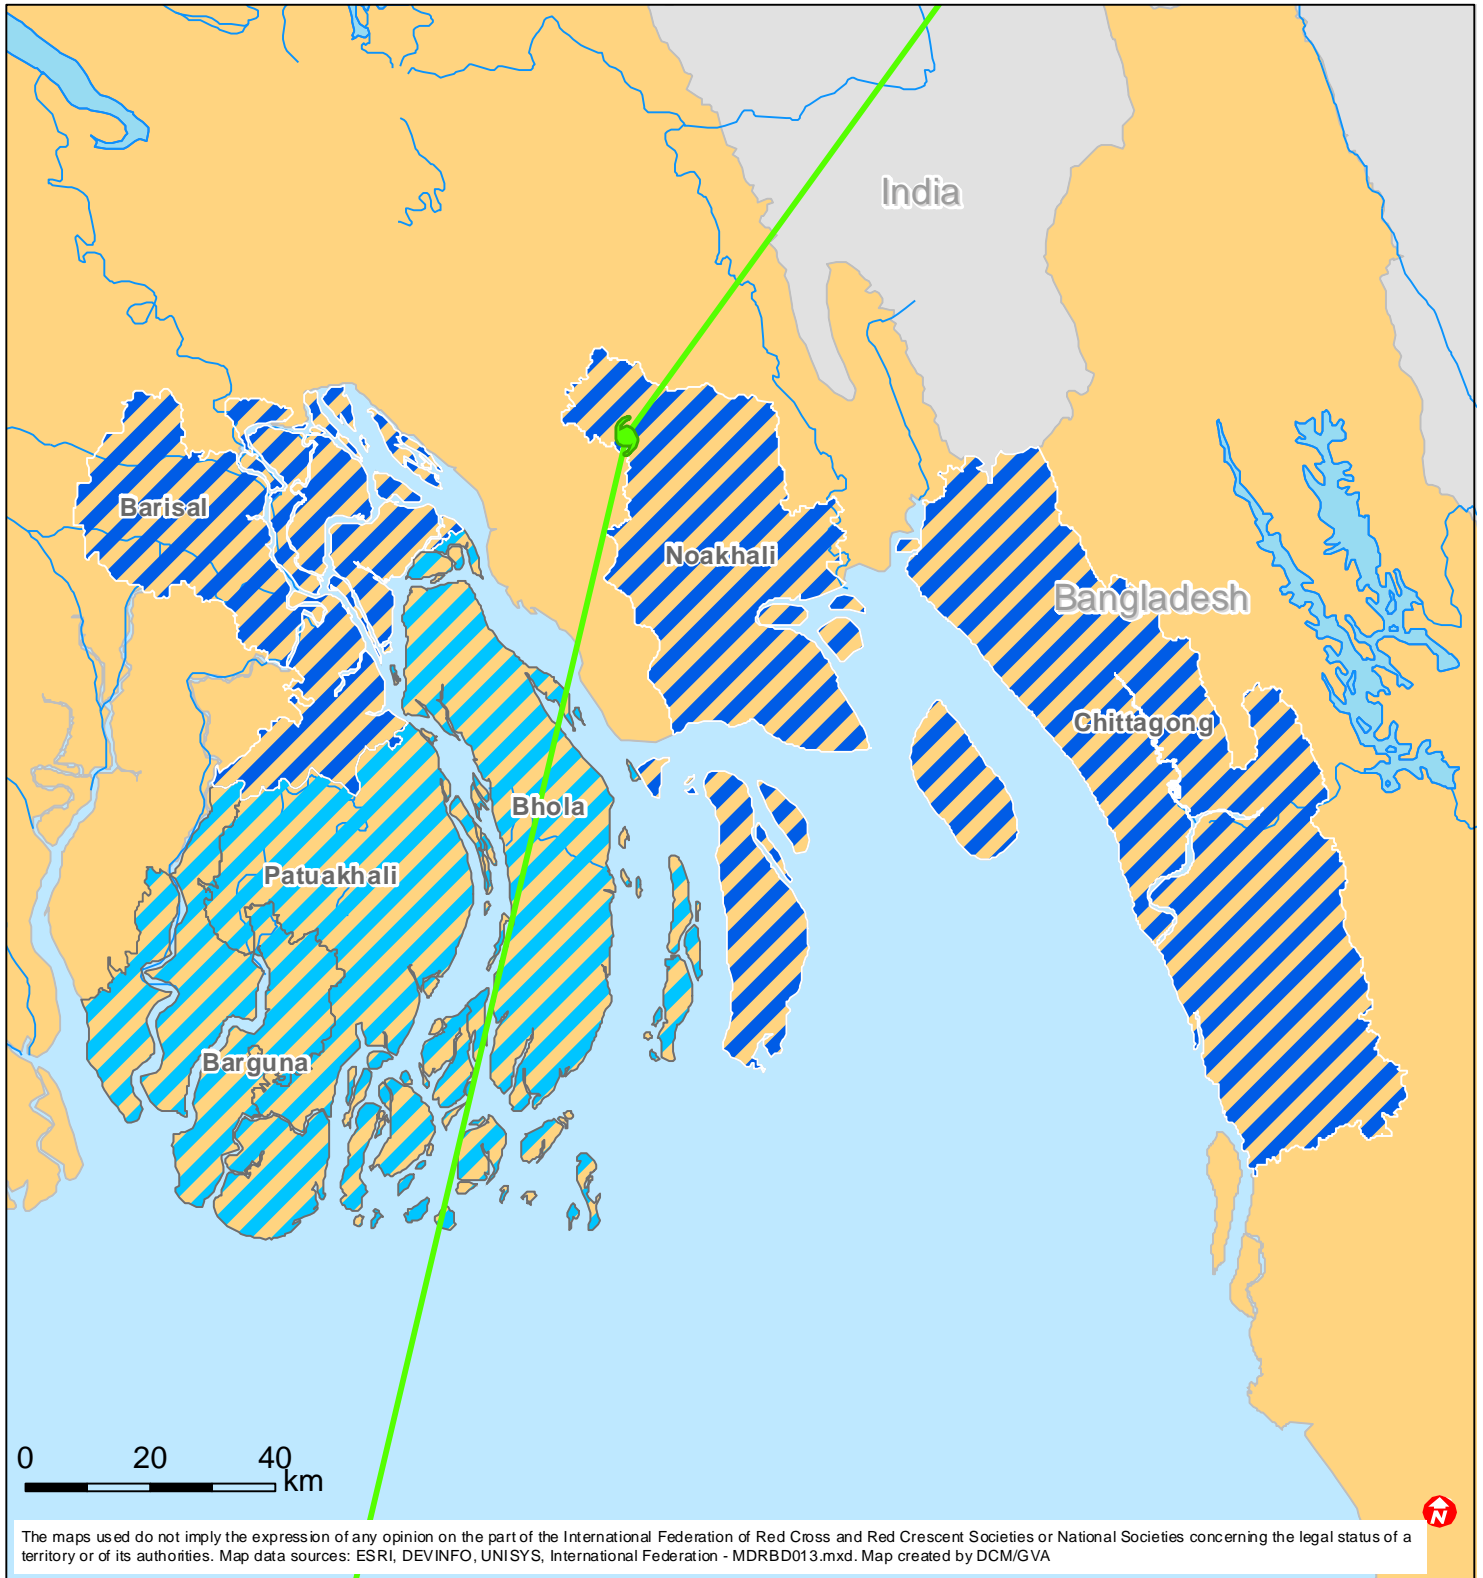 India
Barisal
Noakhali
Bangladesh
Chittagong
Bhola
Patuakhali
Barguna
0 20 40
km
N
The maps used do not imply the expression of any opinion on the part of the International Federation of Red Cross and Red Crescent Societies or National Societies concerning the legal status of a
territory or of its authorities. Map data sources: ESRI, DEVINFO, UNISYS, International Federation - MDRBD013.mxd. Map created by DCM/GVA